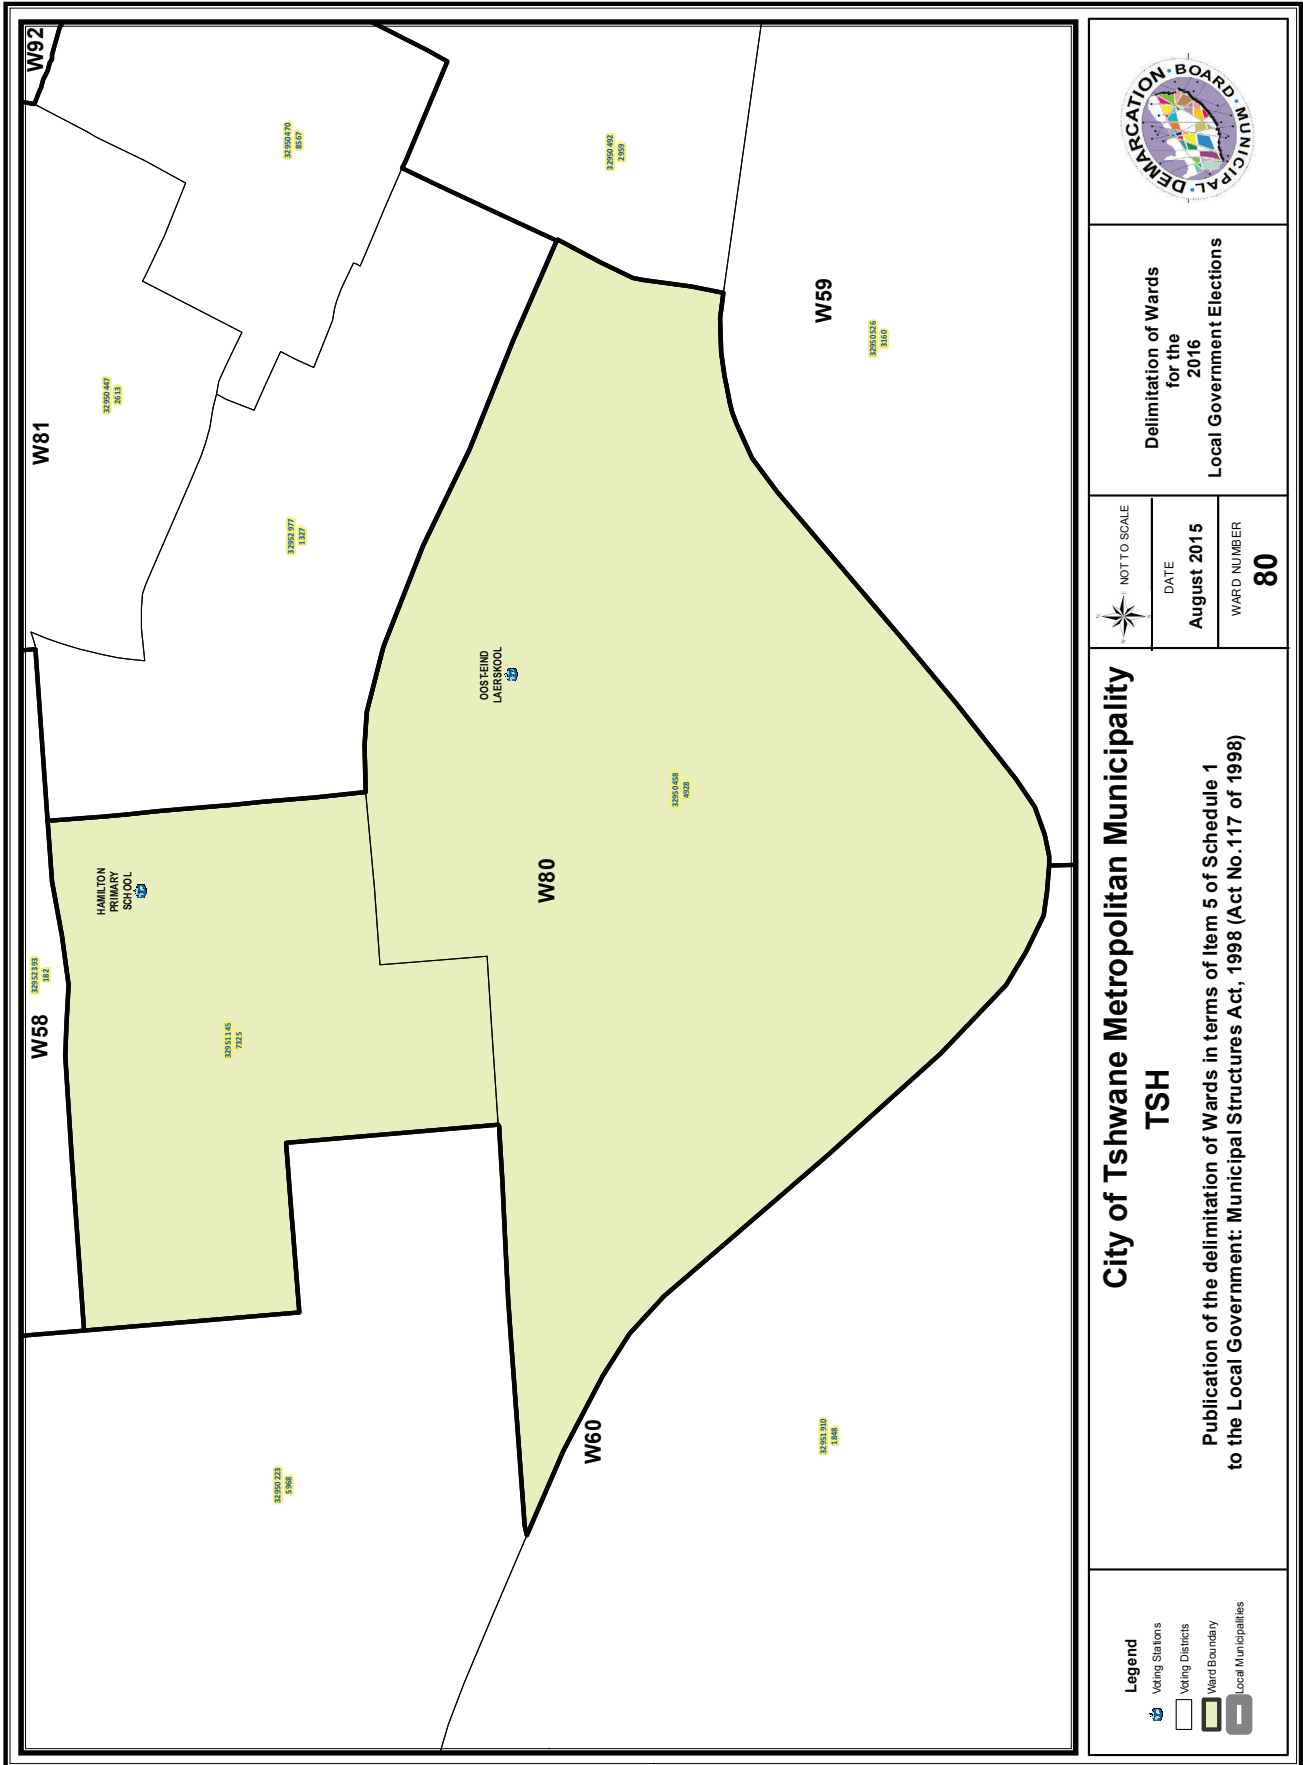 W92
W81
W58
32950470
8567
32950447
2613
32952977
1327
32952393
182
HAMILTON
PRIMARY
SCHOOL
32951145
7325
32950223
5968
32950492
2959
OOST-EIND
LAERSKOOL
W80
32950458
4928
W60
W59
32950526
3160
32951910
1848
Legend
Voting Stations
Voting Districts
Ward Boundary
Local Municipalities
City of Tshwane Metropolitan Municipality
TSH
Publication of the delimitation of Wards in terms of Item 5 of Schedule 1
to the Local Government: Municipal Structures Act, 1998 (Act No.117 of 1998)
N
W
E
S
NOT TO SCALE
DATE
August 2015
WARD NUMBER
80
Delimitation of Wards
for the
2016
Local Government Elections
MUNICIPAL DEMARCATION BOARD